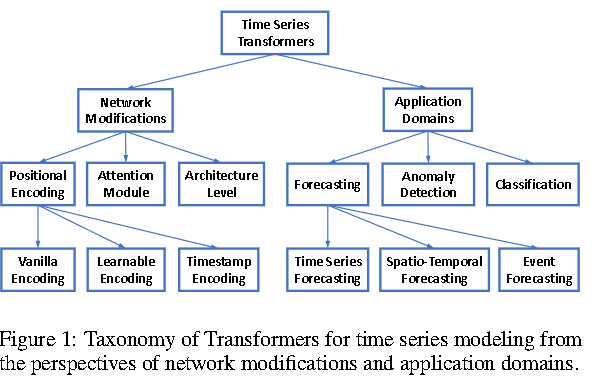 Time Series
Transformers
Network
Modifications
Application
Domains
Positional
Encoding
Attention
Module
Architecture
Level
Forecasting
Anomaly
Detection
Classification
Vanilla
Encoding
Learnable
Encoding
Timestamp
Encoding
Time Series
Forecasting
Spatio-Temporal
Forecasting
Event
Forecasting
Figure 1: Taxonomy of Transformers for time series modeling from
the perspectives of network modifications and application domains.